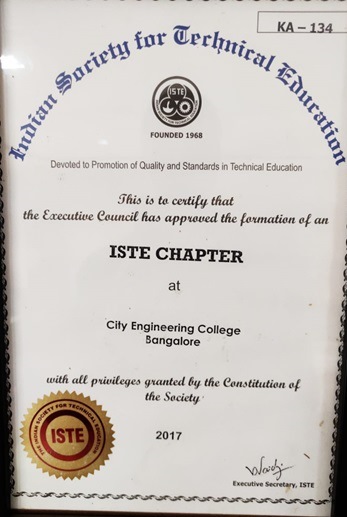 KA – 134
Indian Society for Technical Education
ISTE
FOUNDED 1968
Devoted to Promotion of Quality and Standards in Technical Education
This is to certify that
the Executive Council has approved the formation of an
ISTE CHAPTER
at
City Engineering College
Bangalore
with all privileges granted by the Constitution of
the Society
THE INDIAN SOCIETY FOR TECHNICAL EDUCATION
ISTE
2017
Executive Secretary, ISTE